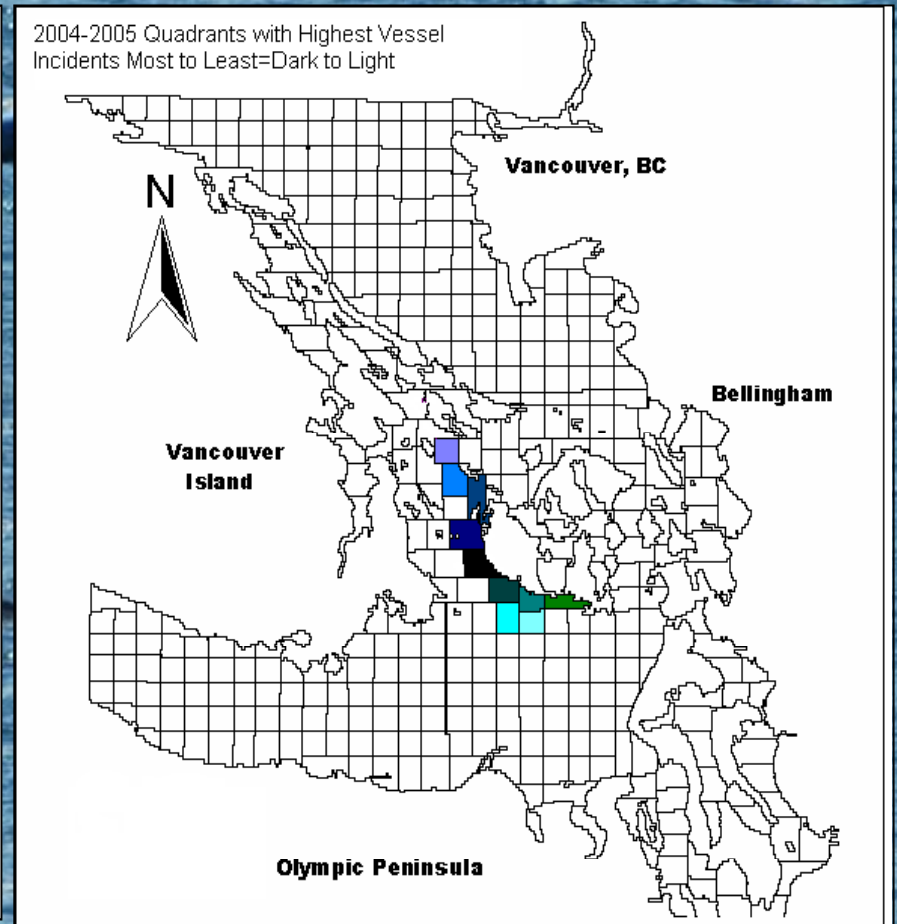 2004-2005 Quadrants with Highest Vessel
Incidents Most to Least=Dark to Light
Vancouver, BC
N
Bellingham
Vancouver
Island
Olympic Peninsula